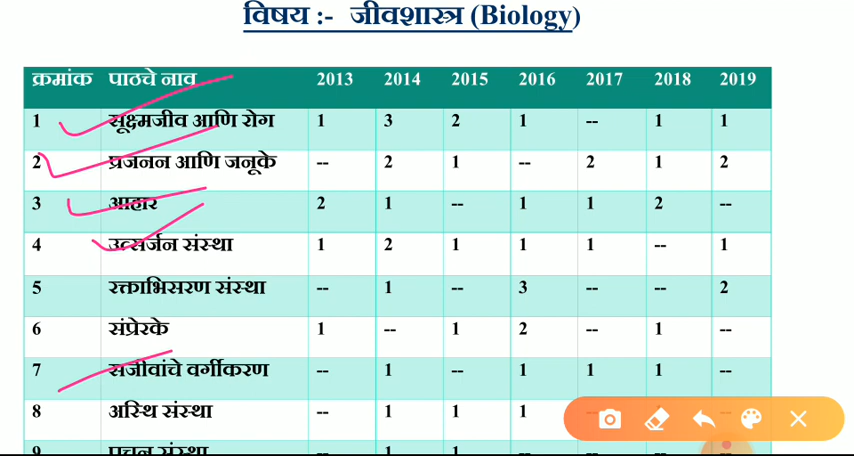 विषय :- जीवशास्त्र (Biology)
क्रमांक पाठचे नाव 2013 2014 2015 2016 2017 2018 2019
1 सूक्ष्मजीव आणि रोग 1 3 2 1 -- 1 1
2 प्रजनन आणि जनूके -- 2 1 -- 2 1 2
3 आहार 2 1 -- 1 1 2 --
4 उत्सर्जन संस्था 1 2 1 1 1 -- 1
5 रक्ताभिसरण संस्था -- 1 -- 3 -- -- 2
6 संप्रेरके 1 -- 1 2 -- 1 --
7 सजीवांचे वर्गीकरण -- 1 -- 1 1 1 --
8 अस्थि संस्था -- 1 1 1
9 पचन संस्था -- 1 1 -- -- -- --